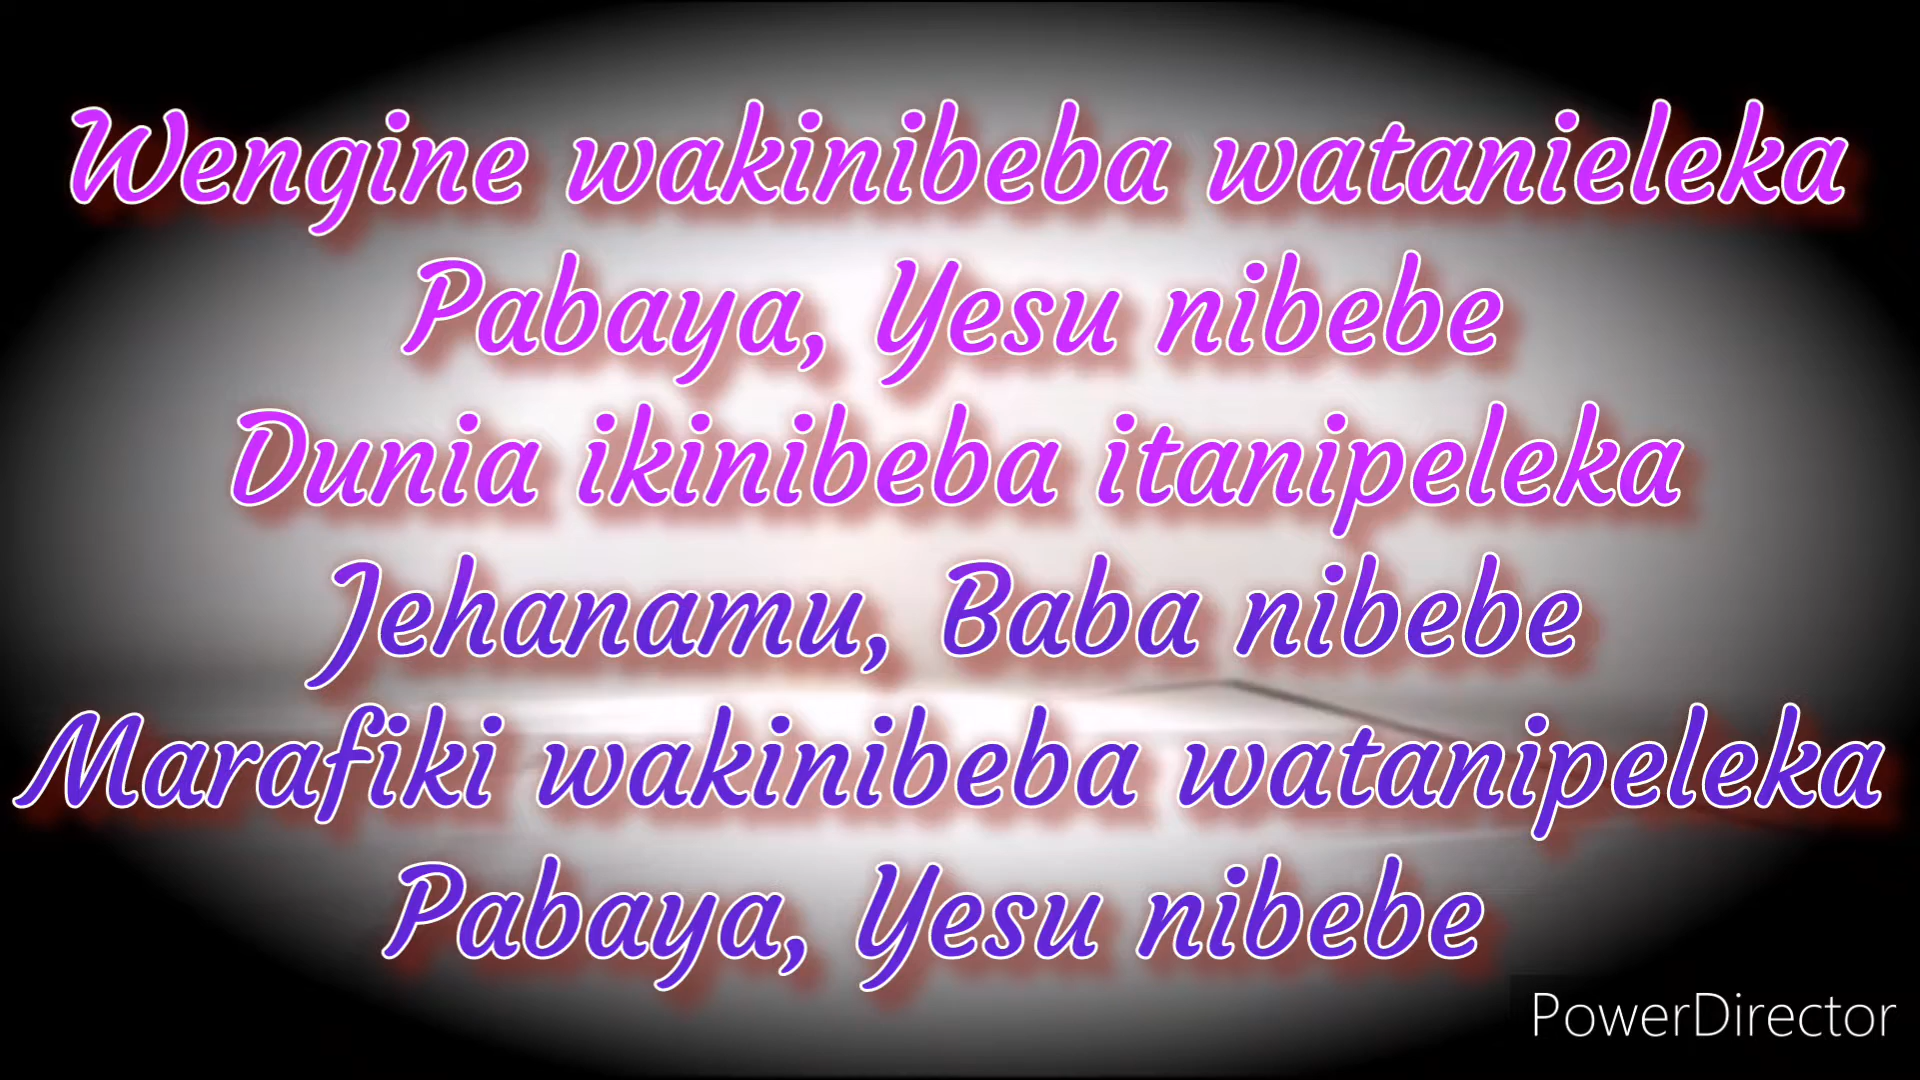 Wengine wakinibeba watanieleka
Pabaya, Yesu nibebe
Dunia ikinibeba itanipeleka
Jehanamu, Baba nibebe
Marafiki wakinibeba watanipeleka
Pabaya, Yesu nibebe
PowerDirector